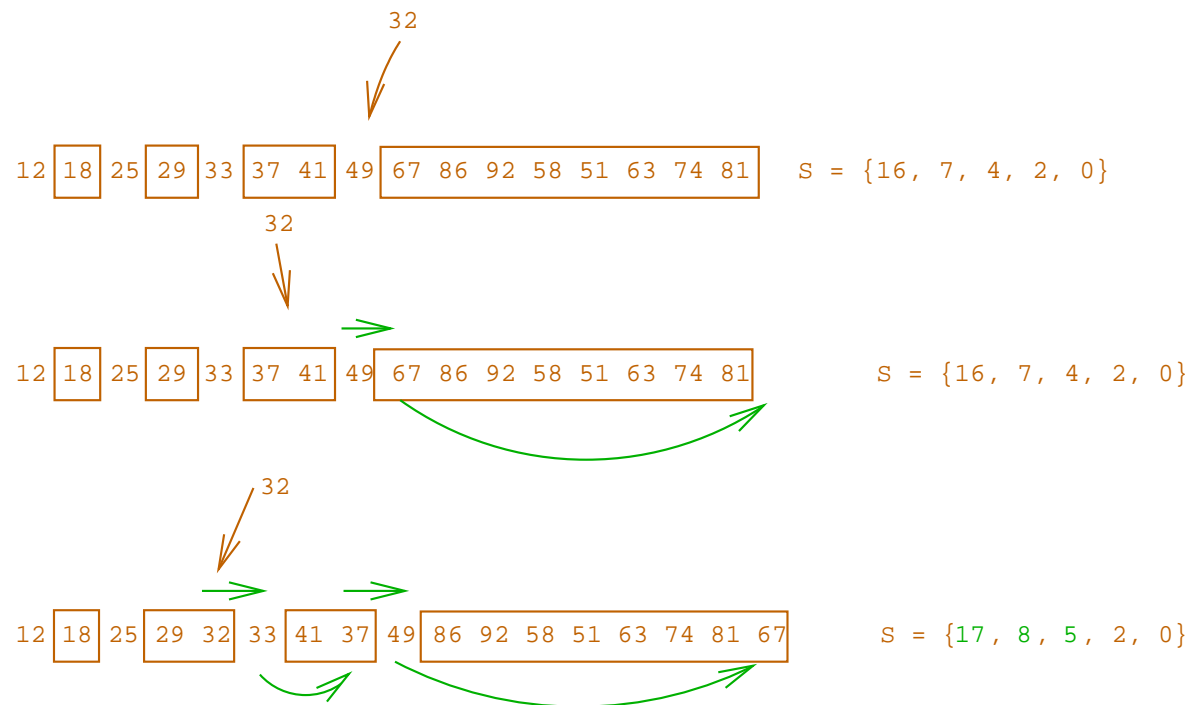 32
12 18 25 29 33 37 41 49 67 86 92 58 51 63 74 81 S = {16, 7, 4, 2, 0}
32
12 18 25 29 33 37 41 49 67 86 92 58 51 63 74 81 S = {16, 7, 4, 2, 0}
32
12 18 25 29 32 33 41 37 49 86 92 58 51 63 74 81 67 S = {17, 8, 5, 2, 0}